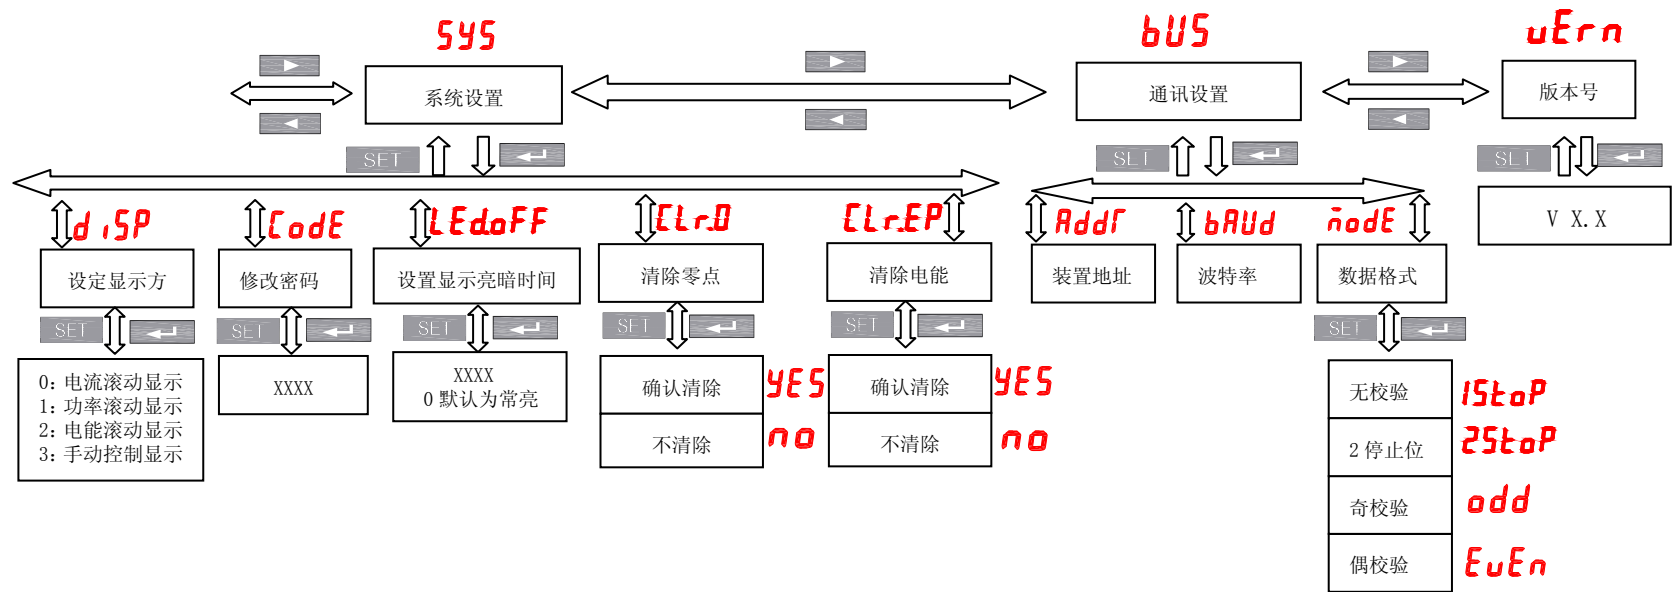 SYS
bUS
vErn
系统设置
通讯设置
版本号
SET
SET
SET
V X.X
diSP
CodE
LEd.oFF
CLr.0
CLr.EP
Addr
bAUd
modE
设定显示方
修改密码
设置显示亮暗时间
清除零点
清除电能
装置地址
波特率
数据格式
SET
SET
SET
SET
SET
SET
0: 电流滚动显示
1: 功率滚动显示
2: 电能滚动显示
3: 手动控制显示
XXXX
XXXX
0 默认为常亮
确认清除
YES
不清除
no
确认清除
YES
不清除
no
无校验
1StoP
2 停止位
2StoP
奇校验
odd
偶校验
EvEn